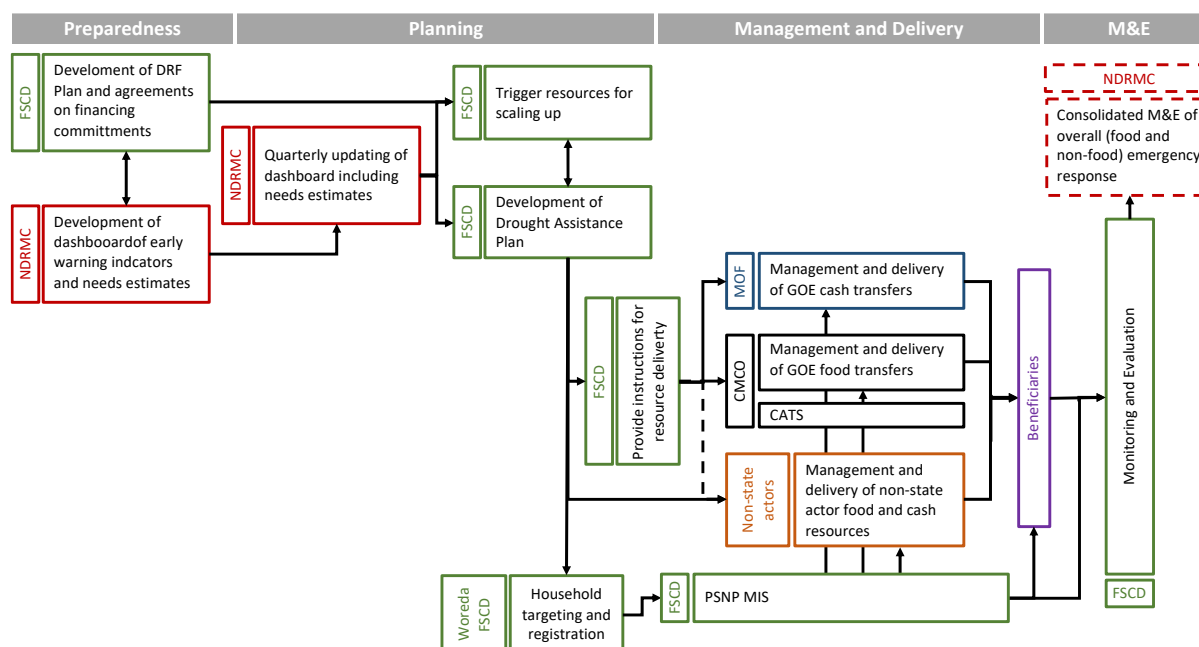 Preparedness
Planning
Management and Delivery
M&E
FSCD
Develoment of DRF
Plan and agreements
on financing
committments
NDRMC
Development of
dashbooardof early
warning indcators
and needs estimates
NDRMC
Quarterly updating of
dashboard including
needs estimates
FSCD
Trigger resources for
scaling up
FSCD
Development of
Drought Assistance
Plan
FSCD
Provide instructions for
resource deliverty
Woreda
FSCD
Household
targeting and
registration
MOF
Management and delivery
of GOE cash transfers
CMCO
Management and delivery
of GOE food transfers
CATS
Non-state
actors
Management and
delivery of non-state
actor food and cash
resources
FSCD
PSNP MIS
Beneficiaries
NDRMC
Consolidated M&E of
overall (food and
non-food) emergency
response
Monitoring and Evaluation
FSCD